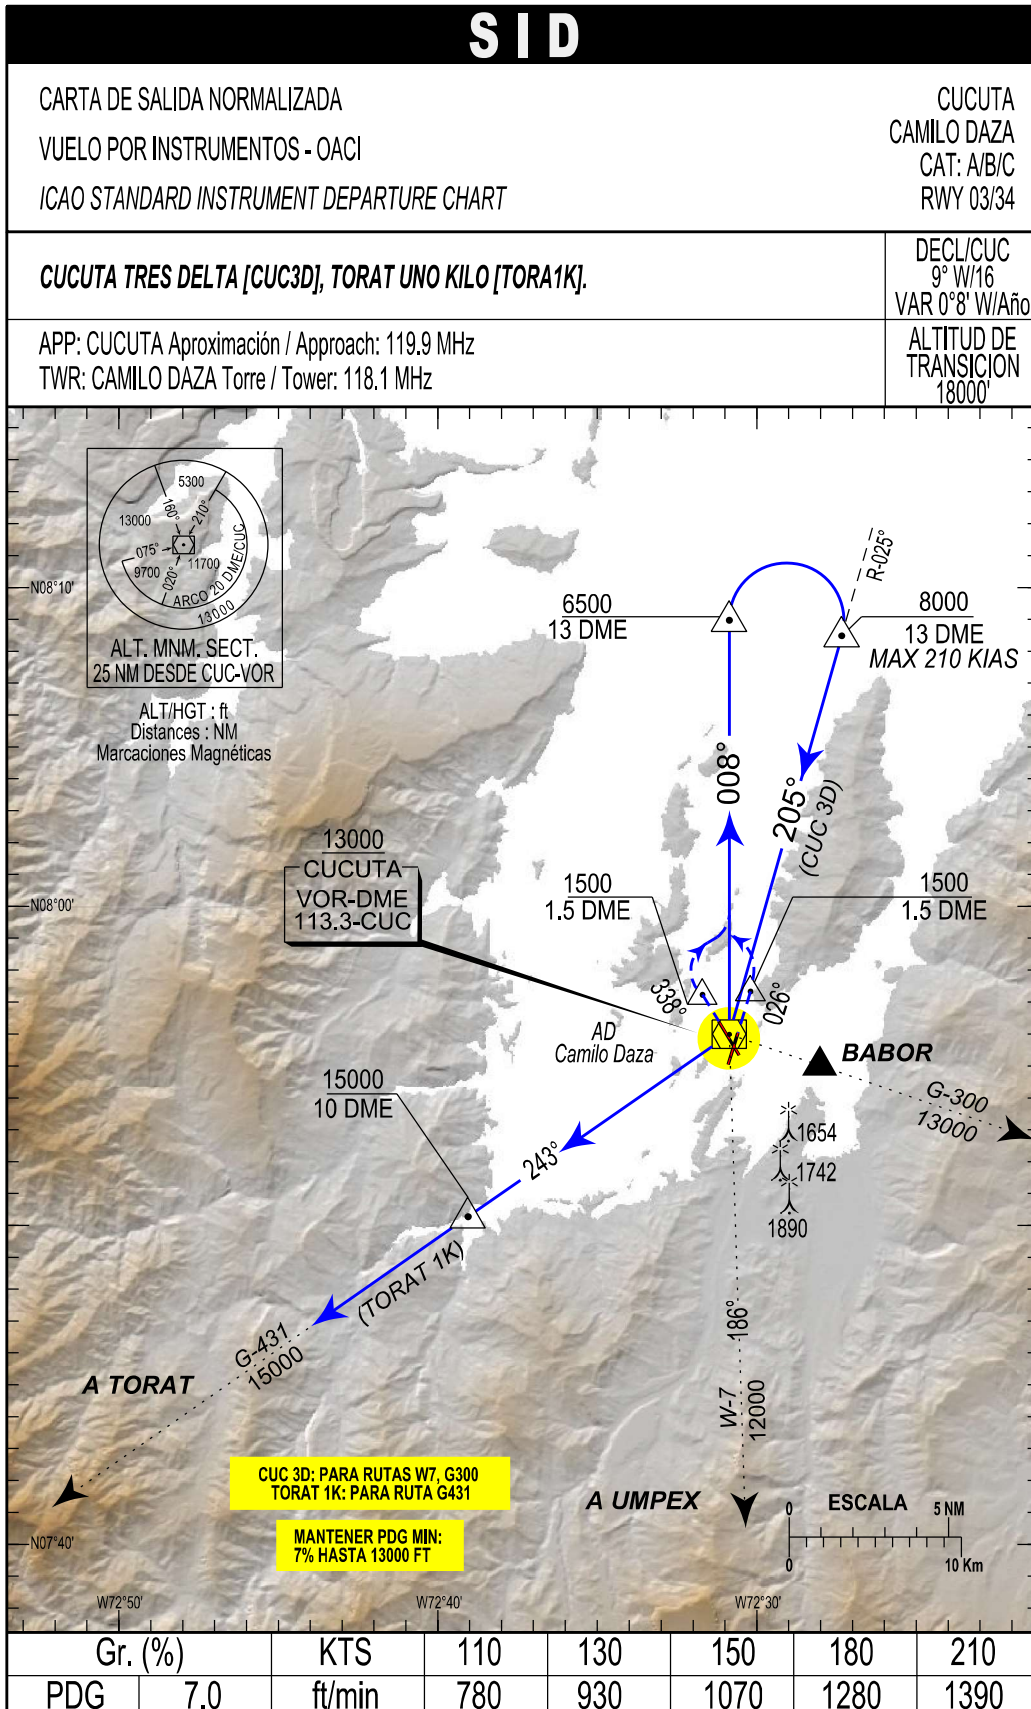 SID
CARTA DE SALIDA NORMALIZADA
VUELO POR INSTRUMENTOS - OACI
ICAO STANDARD INSTRUMENT DEPARTURE CHART
CUCUTA
CAMILO DAZA
CAT: A/B/C
RWY 03/34
CUCUTA TRES DELTA [CUC3D], TORAT UNO KILO [TORA1K].
DECL/CUC
9° W/16
VAR 0°8' W/Año
APP: CUCUTA Aproximación / Approach: 119.9 MHz
TWR: CAMILO DAZA Torre / Tower: 118.1 MHz
ALTITUD DE
TRANSICION
18000'
5300
160°
210°
13000
075°
9700
11700
020°
ARCO 20 DME/CUC
13000
ALT. MNM. SECT.
25 NM DESDE CUC-VOR
ALT/HGT : ft
Distances : NM
Marcaciones Magnéticas
N08°10'
R-025°
6500
13 DME
8000
13 DME
MAX 210 KIAS
008°
205°
(CUC 3D)
13000
CUCUTA
VOR-DME
113.3-CUC
N08°00'
1500
1.5 DME
1500
1.5 DME
338°
026°
AD
Camilo Daza
BABOR
G-300
13000
15000
10 DME
243°
1654
1742
1890
(TORAT 1K)
G-431
15000
186°
A TORAT
W-7
12000
CUC 3D: PARA RUTAS W7, G300
TORAT 1K: PARA RUTA G431
A UMPEX
MANTENER PDG MIN:
7% HASTA 13000 FT
0 ESCALA 5 NM
0 10 Km
N07°40'
W72°50'
W72°40'
W72°30'
Gr. (%) KTS 110 130 150 180 210
PDG 7.0 ft/min 780 930 1070 1280 1390